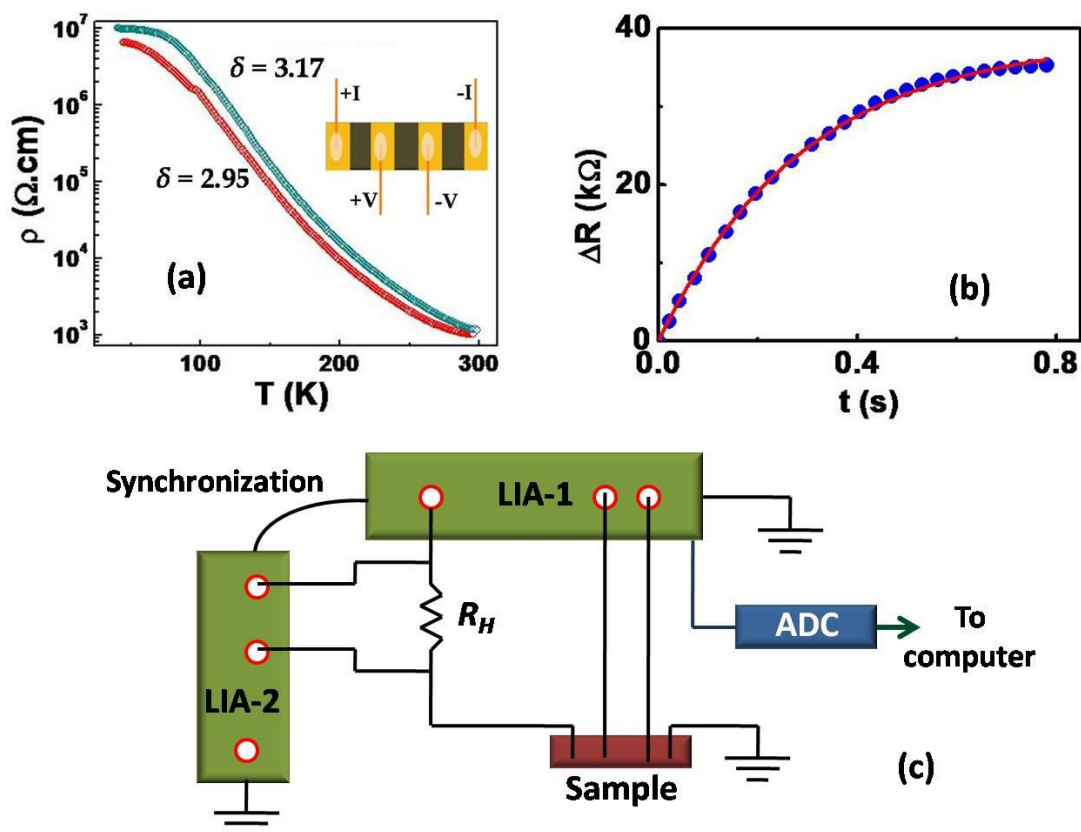 10⁷
10⁶
10⁵
10⁴
10³
ρ (Ω.cm)
δ = 3.17
δ = 2.95
+I
-I
+V
-V
(a)
100
200
300
T (K)
40
20
0
ΔR (kΩ)
(b)
0.0
0.4
0.8
t (s)
Synchronization
LIA-1
R_H
LIA-2
ADC
To
computer
Sample
(c)